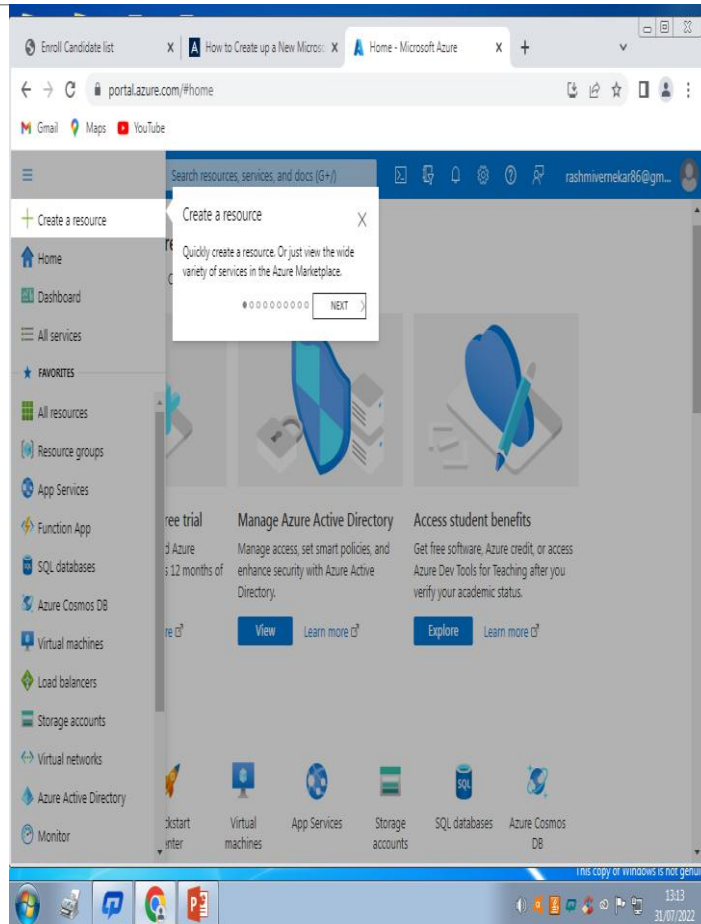 Enroll Candidate list
How to Create up a New Micros
Home - Microsoft Azure
portal.azure.com/#home
Gmail
Maps
YouTube
Search resources, services, and docs (G+/)
rashmivernekar86@gm...
+ Create a resource
Home
Dashboard
All services
FAVORITES
All resources
Resource groups
App Services
Function App
SQL databases
Azure Cosmos DB
Virtual machines
Load balancers
Storage accounts
Virtual networks
Azure Active Directory
Monitor
Create a resource
Quickly create a resource. Or just view the wide
variety of services in the Azure Marketplace.
NEXT
ree trial
d Azure
s 12 months of
re
Manage Azure Active Directory
Manage access, set smart policies, and
enhance security with Azure Active
Directory.
View
Learn more
Access student benefits
Get free software, Azure credit, or access
Azure Dev Tools for Teaching after you
verify your academic status.
Explore
Learn more
ckstart
enter
Virtual
machines
App Services
Storage
accounts
SQL
SQL databases
Azure Cosmos
DB
This copy of Windows is not genui
13:13
31/07/2022